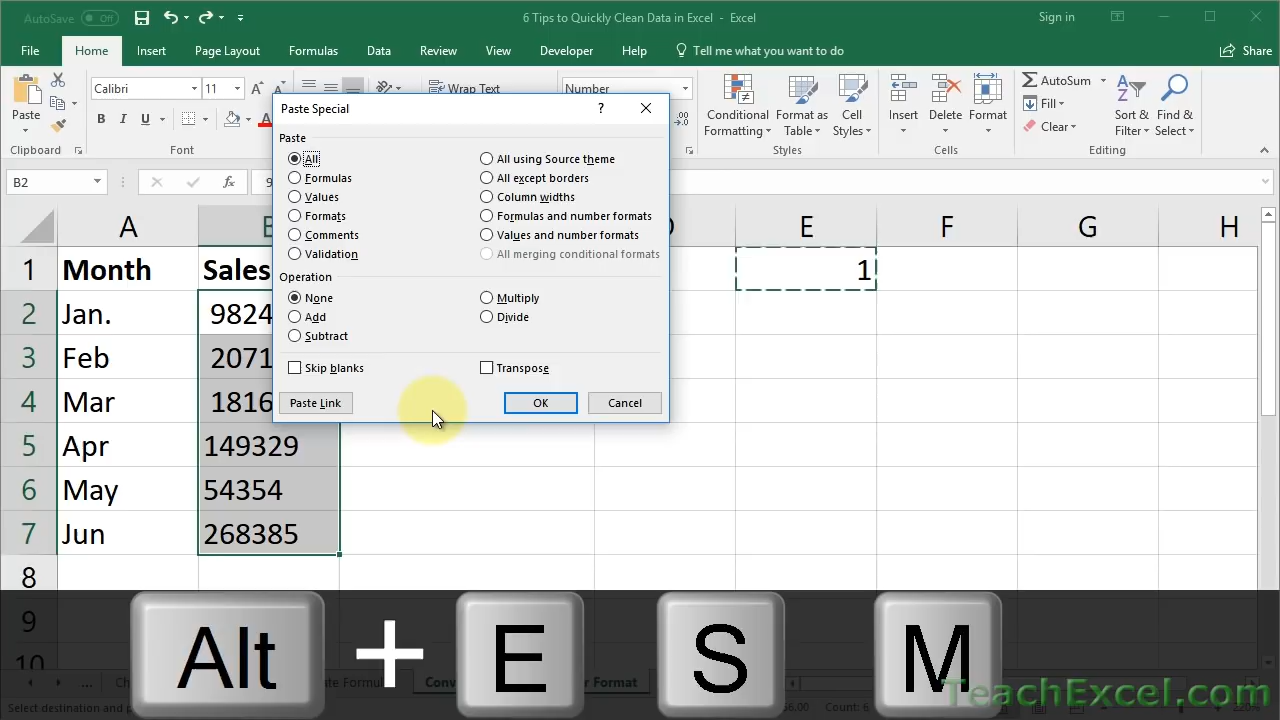 AutoSave Off
6 Tips to Quickly Clean Data in Excel - Excel
Sign in
File Home Insert Page Layout Formulas Data Review View Developer Help Tell me what you want to do Share
Calibri 11 Wrap Text Number
Paste
B I U
Conditional Formatting
Format as Table
Cell Styles
Insert Delete Format
AutoSum
Fill
Clear
Sort & Filter
Find & Select
Clipboard Font Styles Cells Editing
B2 fx 9
Paste Special ?
Paste
All All using Source theme
Formulas All except borders
Values Column widths
Formats Formulas and number formats
Comments Values and number formats
Validation All merging conditional formats
Operation
None Multiply
Add Divide
Subtract
Skip blanks Transpose
Paste Link OK Cancel
A E F G H
1 Month Sales 1
2 Jan. 9824
3 Feb 2071
4 Mar 1816
5 Apr 149329
6 May 54354
7 Jun 268385
8
9
10
Alt + E S M
Format
Count: 6
TeachExcel.com